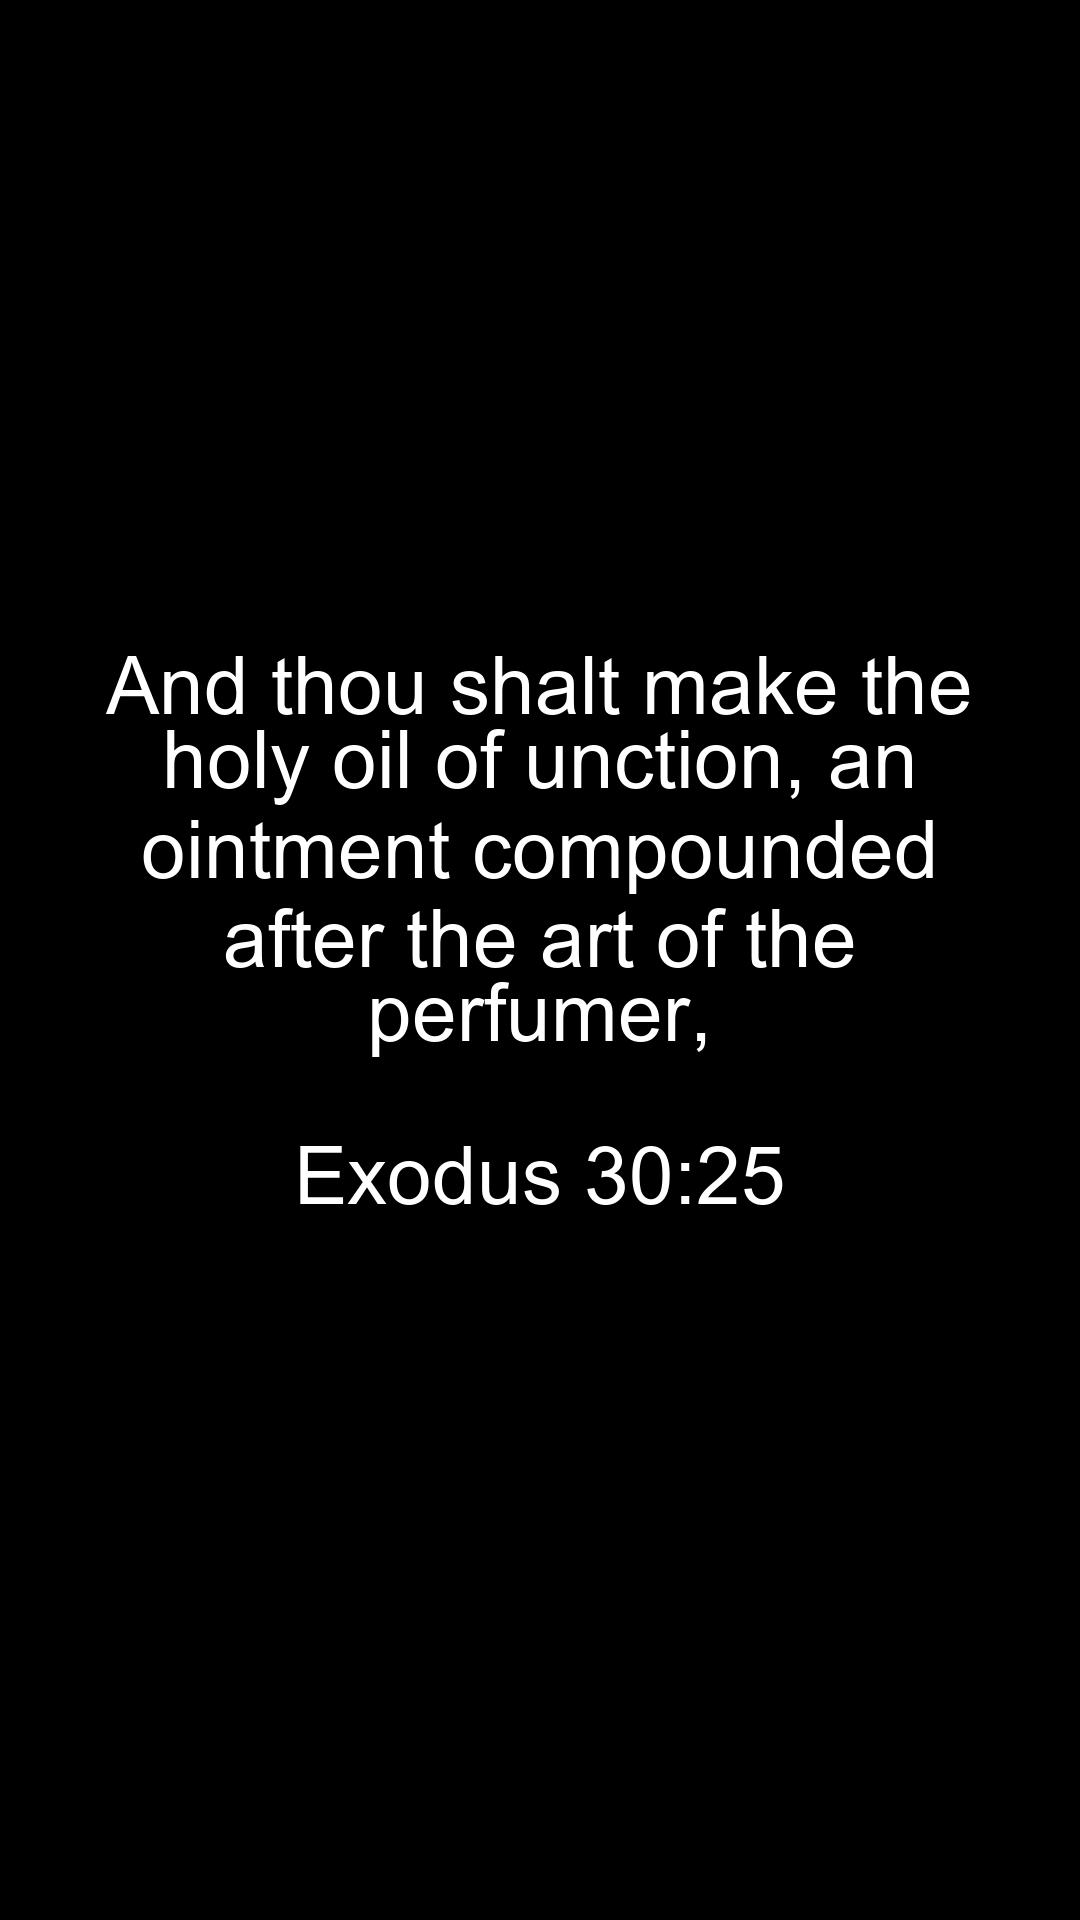 And thou shalt make the
holy oil of unction, an
ointment compounded
after the art of the
perfumer,
Exodus 30:25